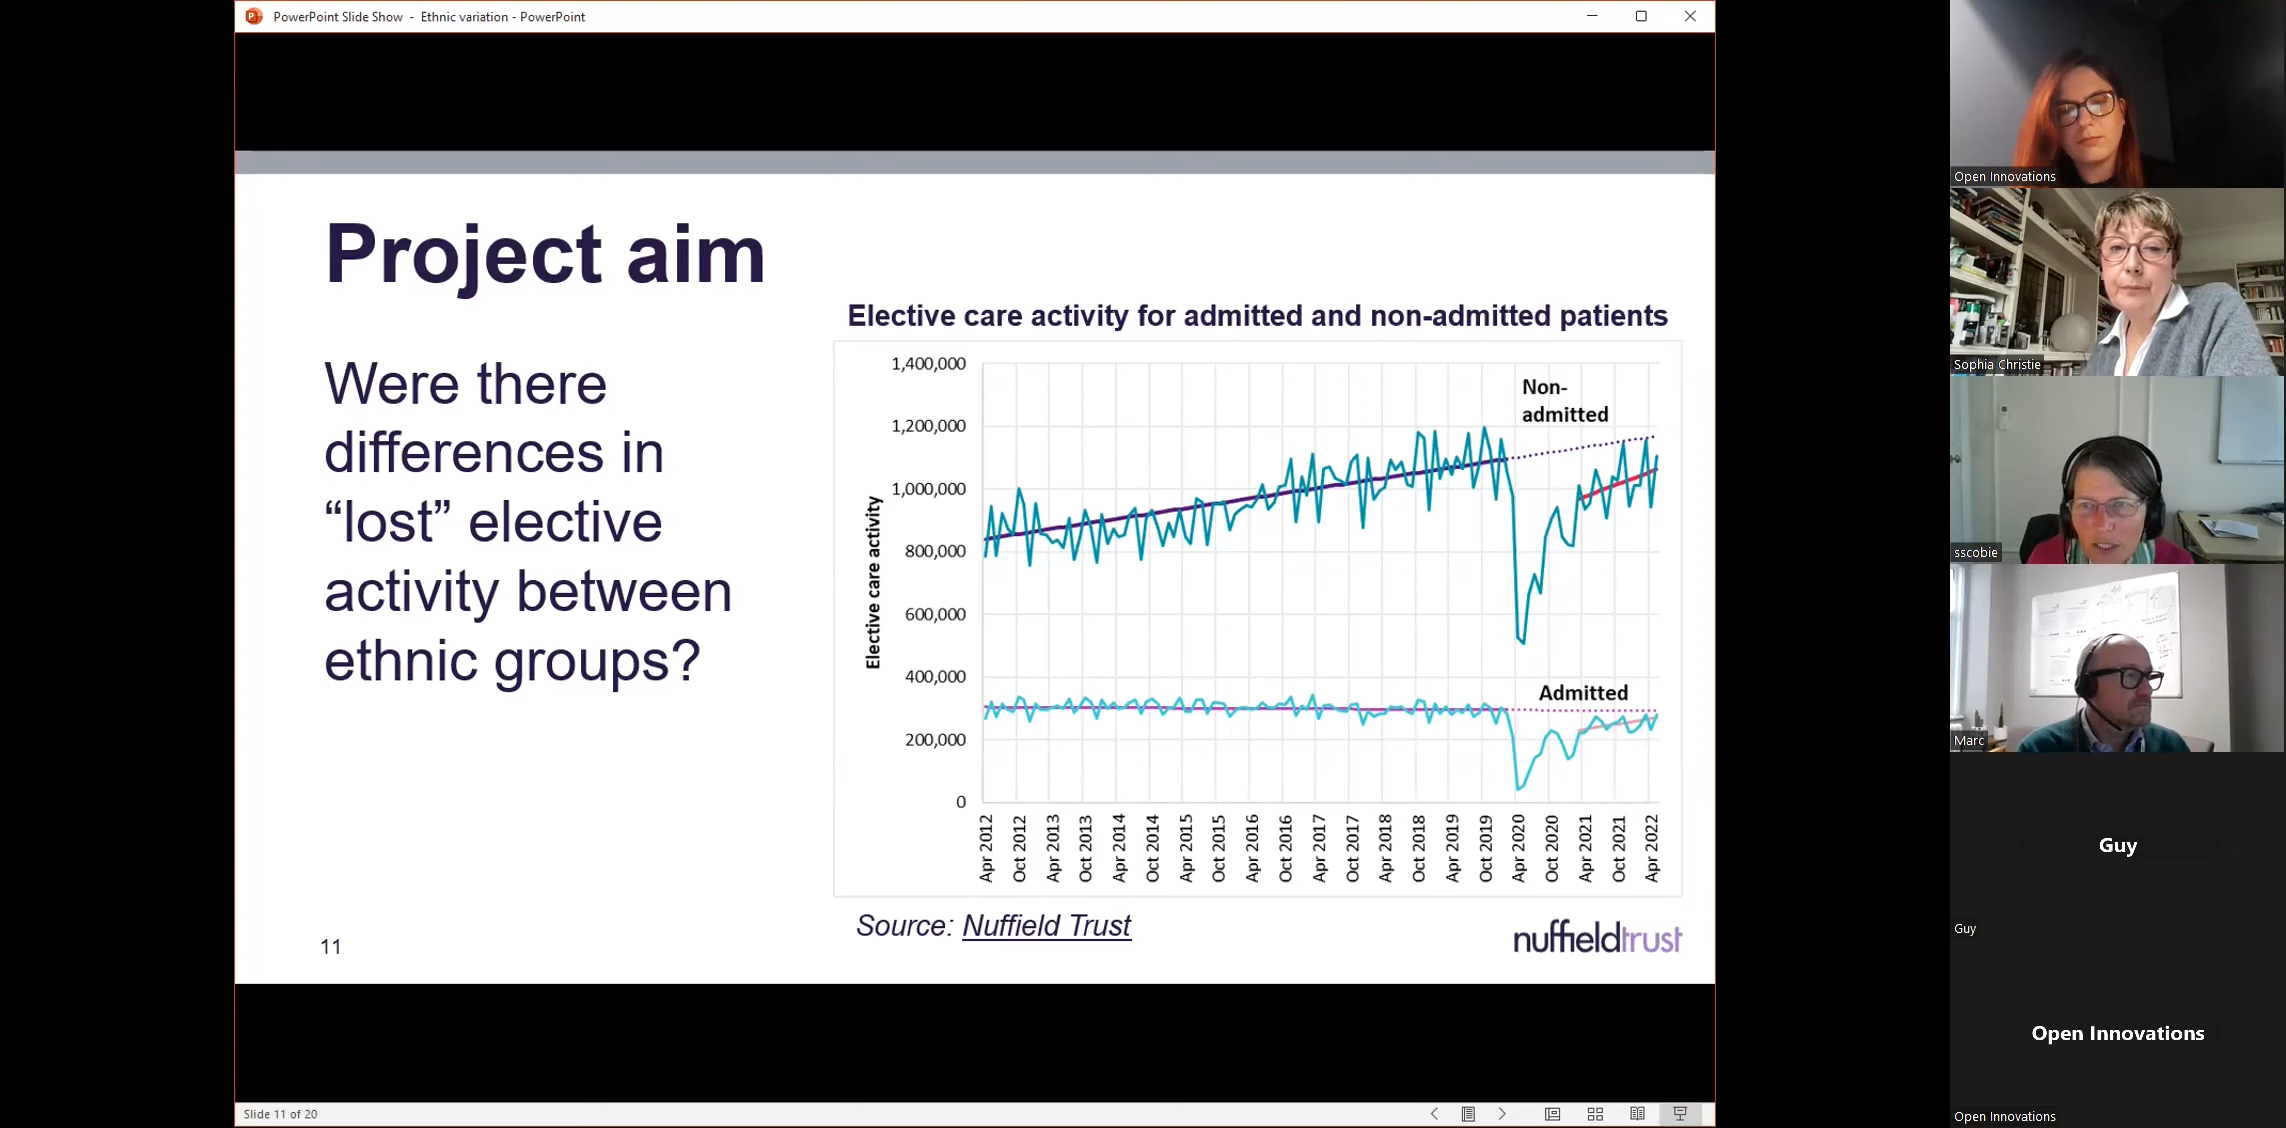 PowerPoint Slide Show - Ethnic variation - PowerPoint
Project aim
Were there
differences in
“lost” elective
activity between
ethnic groups?
Elective care activity for admitted and non-admitted patients
Elective care activity
1,400,000
1,200,000
1,000,000
800,000
600,000
400,000
200,000
0
Non-
admitted
Admitted
Apr 2012
Oct 2012
Apr 2013
Oct 2013
Apr 2014
Oct 2014
Apr 2015
Oct 2015
Apr 2016
Oct 2016
Apr 2017
Oct 2017
Apr 2018
Oct 2018
Apr 2019
Oct 2019
Apr 2020
Oct 2020
Apr 2021
Oct 2021
Apr 2022
Source: Nuffield Trust
11
nuffieldtrust
Slide 11 of 20
Open Innovations
Sophia Christie
sscobie
Marc
Guy
Guy
Open Innovations
Open Innovations